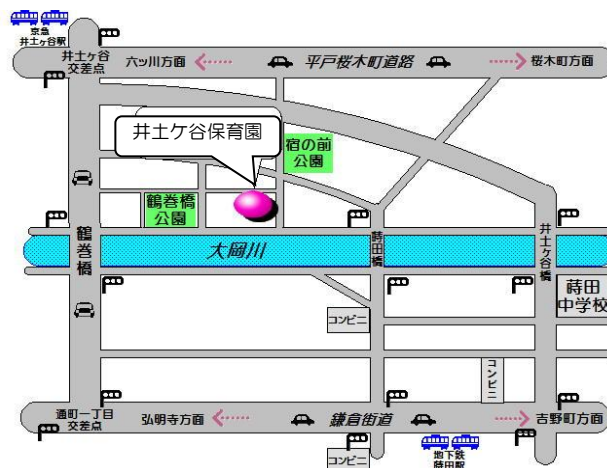 京急
井土ヶ谷駅
井土ヶ谷
交差点
六ッ川方面
平戸桜木町道路
桜木町方面
井土ケ谷保育園
宿の前
公園
鶴巻橋
公園
鶴巻橋
大岡川
蒔田橋
井土ヶ谷橋
蒔田
中学校
コンビニ
コンビニ
通町一丁目
交差点
弘明寺方面
鎌倉街道
吉野町方面
コンビニ
地下鉄
蒔田駅